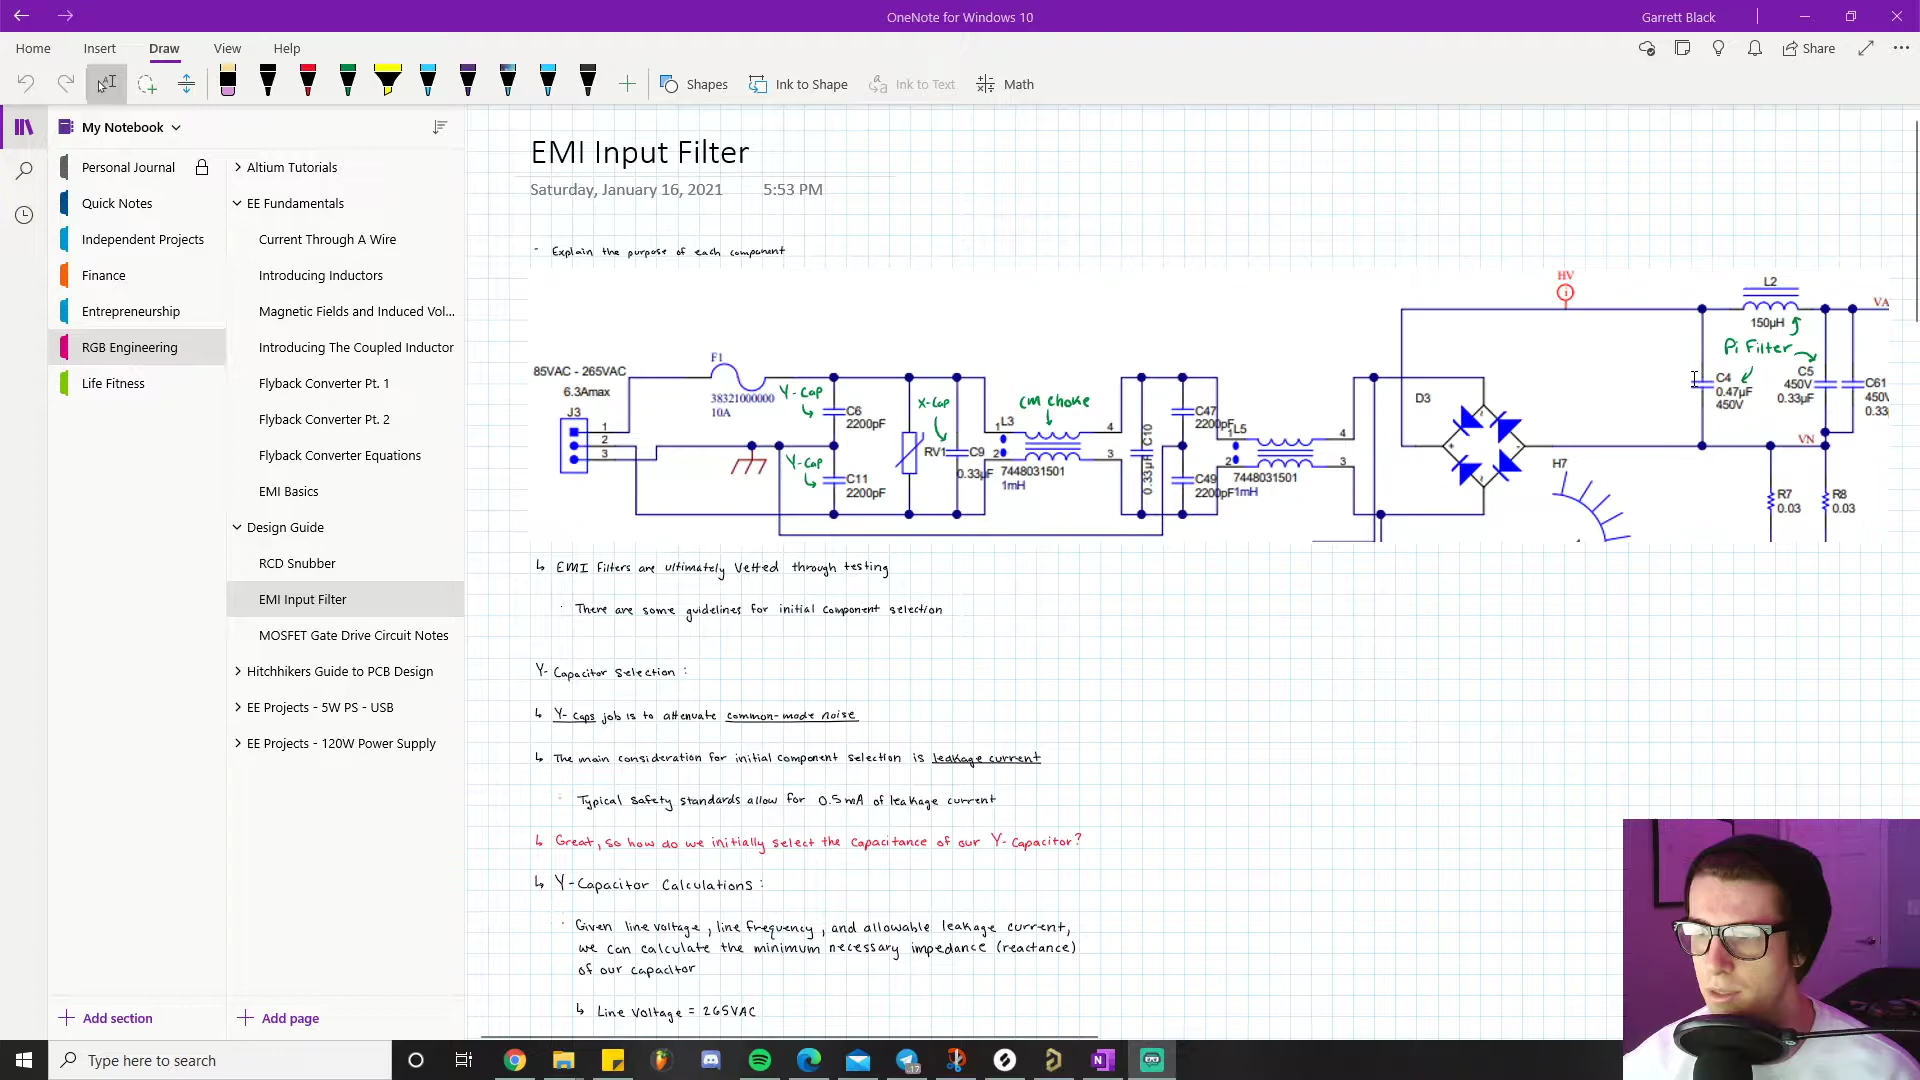 OneNote for Windows 10
Garrett Black
Home
Insert
Draw
View
Help
Share
Shapes
Ink to Shape
Ink to Text
Math
My Notebook
Personal Journal
Quick Notes
Independent Projects
Finance
Entrepreneurship
RGB Engineering
Life Fitness
Add section
Altium Tutorials
EE Fundamentals
Current Through A Wire
Introducing Inductors
Magnetic Fields and Induced Vol...
Introducing The Coupled Inductor
Flyback Converter Pt. 1
Flyback Converter Pt. 2
Flyback Converter Equations
EMI Basics
Design Guide
RCD Snubber
EMI Input Filter
MOSFET Gate Drive Circuit Notes
Hitchhikers Guide to PCB Design
EE Projects - 5W PS - USB
EE Projects - 120W Power Supply
Add page
EMI Input Filter
Saturday, January 16, 2021 5:53 PM
- Explain the purpose of each component
85VAC - 265VAC
6.3Amax
J3
1
2
3
F1
38321000000
10A
Y-Cap
C6
2200pF
Y-Cap
C11
2200pF
RV1
X-Cap
C9
0.33µF
CM Choke
L3
1
2
4
3
7448031501
1mH
C10
0.33µF
C47
2200pF
C49
2200pF
L5
1
2
4
3
7448031501
1mH
D3
HV
L2
150µH
Pi Filter
C4
0.47µF
450V
C5
450V
0.33µF
C61
450V
0.33
VA
VN
H7
R7
0.03
R8
0.03
↳ EMI Filters are ultimately vetted through testing
· There are some guidelines for initial component selection
Y-Capacitor Selection :
↳ Y-Caps job is to attenuate common-mode noise
↳ The main consideration for initial component selection is leakage current
· Typical safety standards allow for 0.5mA of leakage current
↳ Great, so how do we initially select the capacitance of our Y-Capacitor?
↳ Y-Capacitor Calculations :
· Given line voltage, line frequency, and allowable leakage current,
we can calculate the minimum necessary impedance (reactance)
of our capacitor
↳ Line Voltage = 265VAC
Type here to search